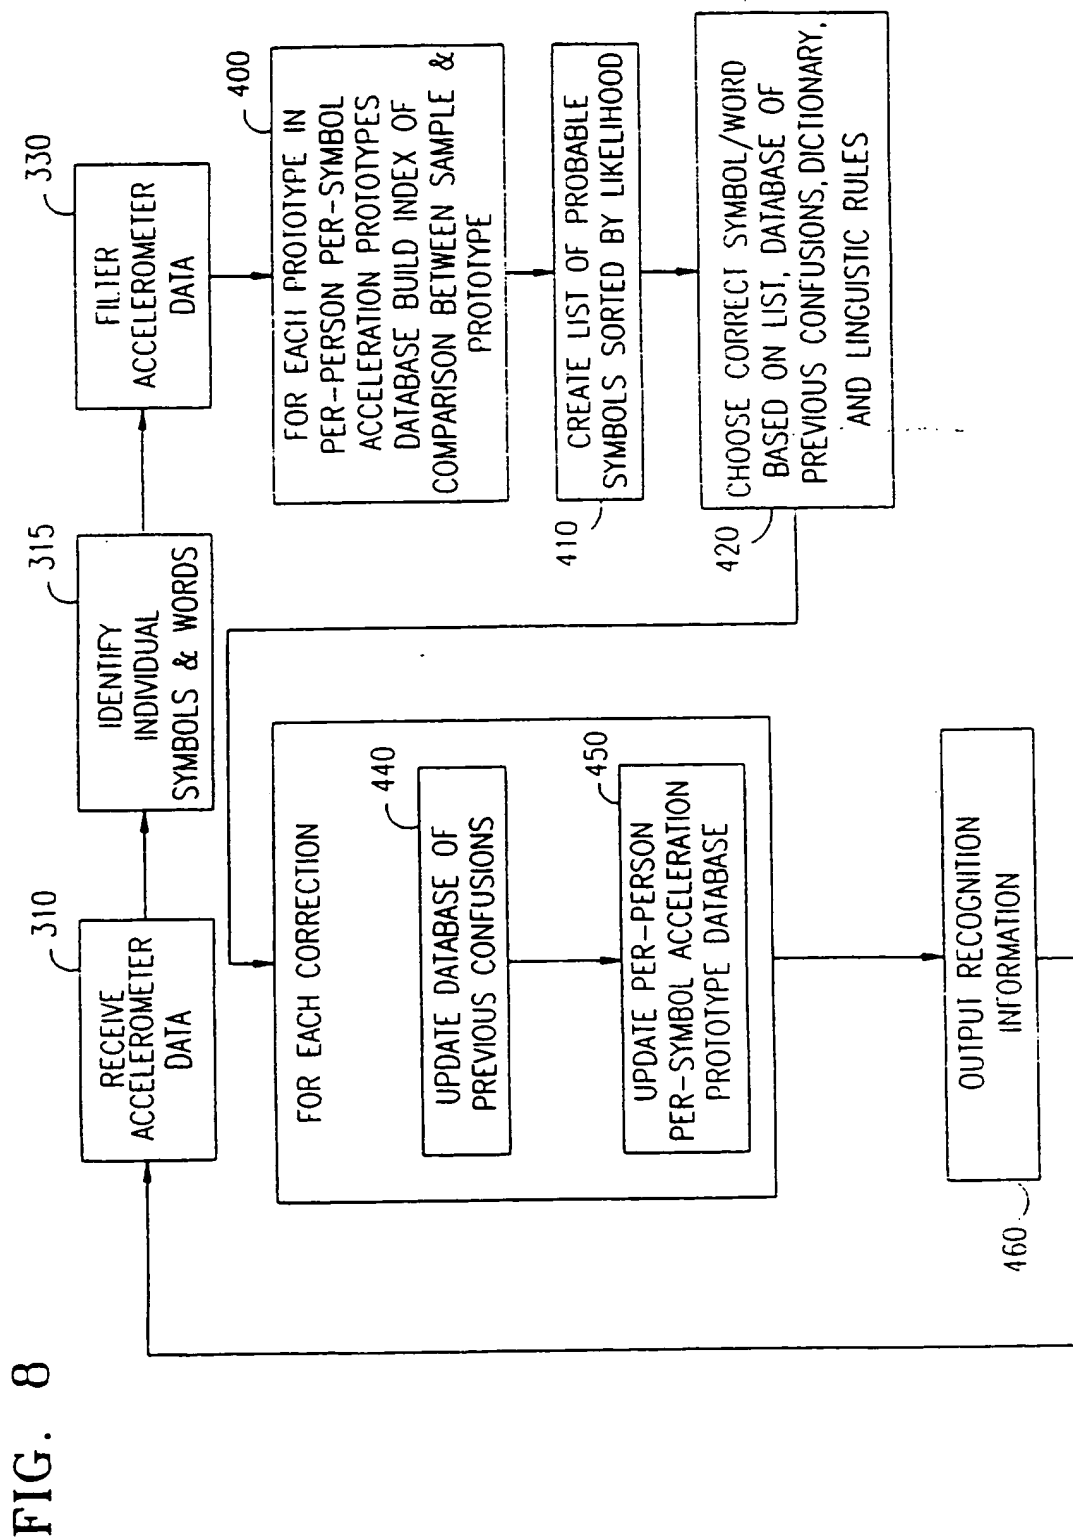 FIG. 8
310
RECEIVE
ACCELEROMETER
DATA
315
IDENTIFY
INDIVIDUAL
SYMBOLS & WORDS
330
FILTER
ACCELEROMETER
DATA
400
FOR EACH PROTOTYPE IN
PER-PERSON PER-SYMBOL
ACCELERATION PROTOTYPES
DATABASE BUILD INDEX OF
COMPARISON BETWEEN SAMPLE &
PROTOTYPE
410
CREATE LIST OF PROBABLE
SYMBOLS SORTED BY LIKELIHOOD
420
CHOOSE CORRECT SYMBOL/WORD
BASED ON LIST, DATABASE OF
PREVIOUS CONFUSIONS, DICTIONARY,
AND LINGUISTIC RULES
FOR EACH CORRECTION
440
UPDATE DATABASE OF
PREVIOUS CONFUSIONS
450
UPDATE PER-PERSON
PER-SYMBOL ACCELERATION
PROTOTYPE DATABASE
460
OUTPUT RECOGNITION
INFORMATION